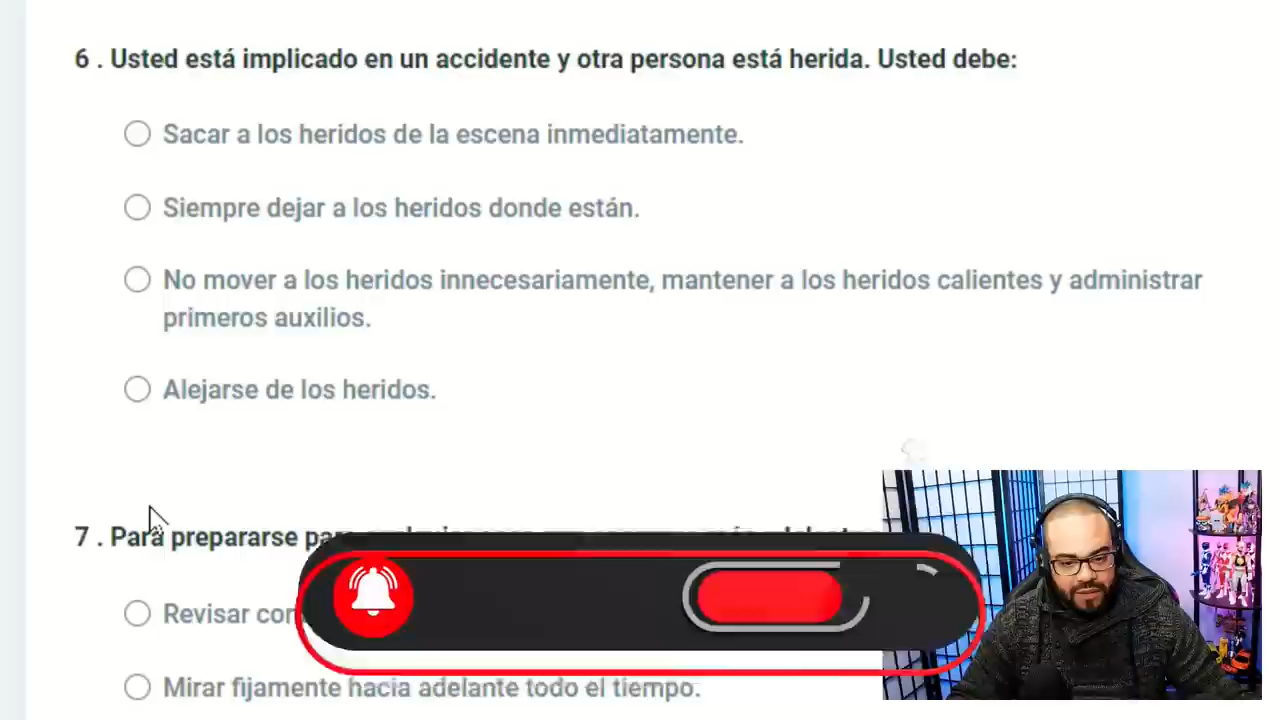 6 . Usted está implicado en un accidente y otra persona está herida. Usted debe:
Sacar a los heridos de la escena inmediatamente.
Siempre dejar a los heridos donde están.
No mover a los heridos innecesariamente, mantener a los heridos calientes y administrar
primeros auxilios.
Alejarse de los heridos.
7 . Para prepararse
Revisar
Mirar fijamente hacia adelante todo el tiempo.